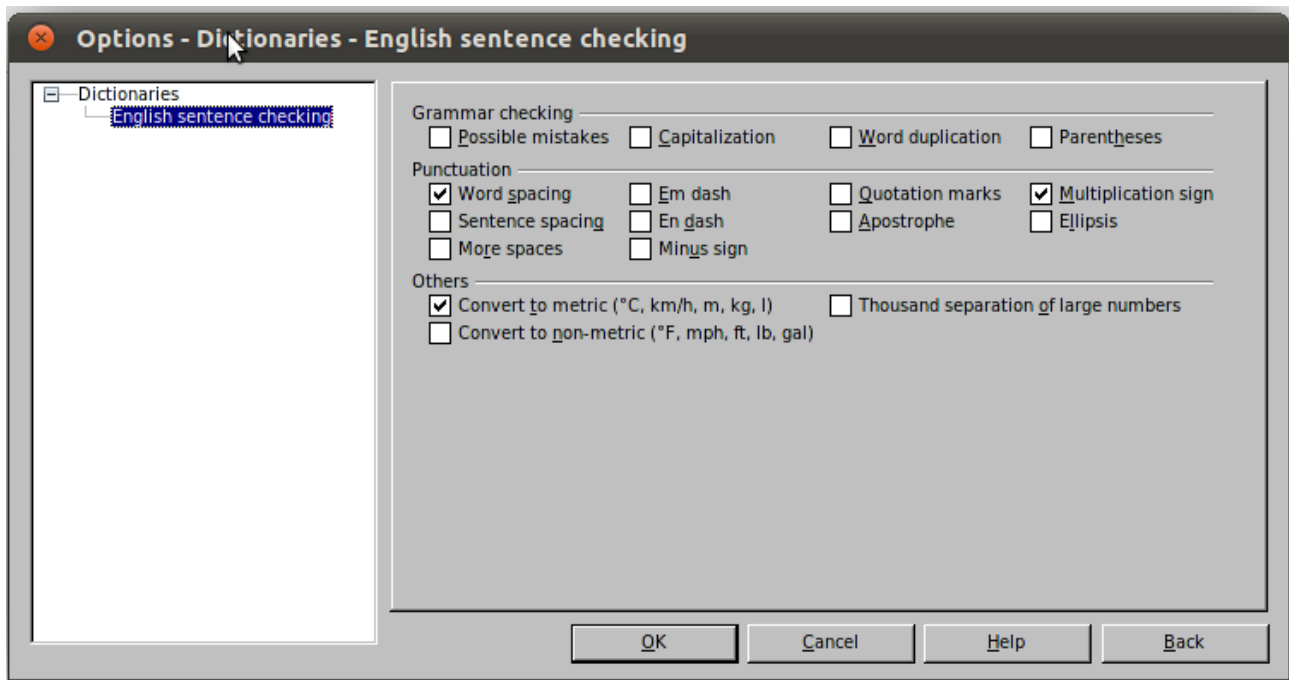 Options - Dictionaries - English sentence checking
Dictionaries
English sentence checking
Grammar checking
Possible mistakes Capitalization Word duplication Parentheses
Punctuation
Word spacing Em dash Quotation marks Multiplication sign
Sentence spacing En dash Apostrophe Ellipsis
More spaces Minus sign
Others
Convert to metric (°C, km/h, m, kg, l) Thousand separation of large numbers
Convert to non-metric (°F, mph, ft, lb, gal)
OK Cancel Help Back